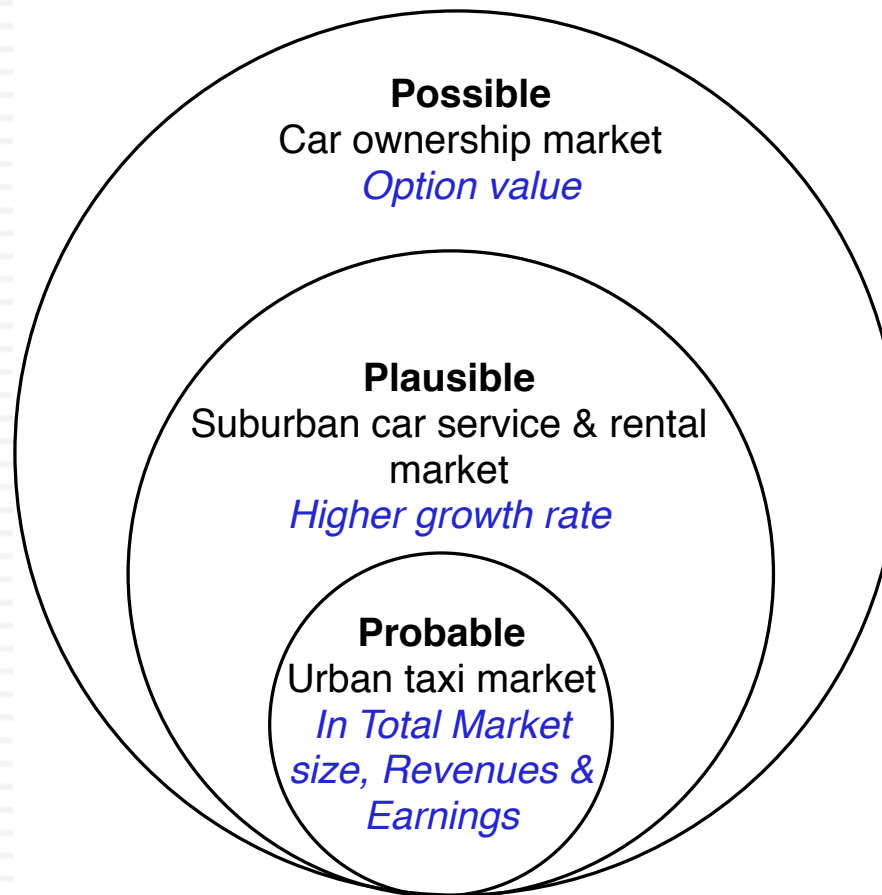 Possible
Car ownership market
Option value
Plausible
Suburban car service & rental
market
Higher growth rate
Probable
Urban taxi market
In Total Market
size, Revenues &
Earnings